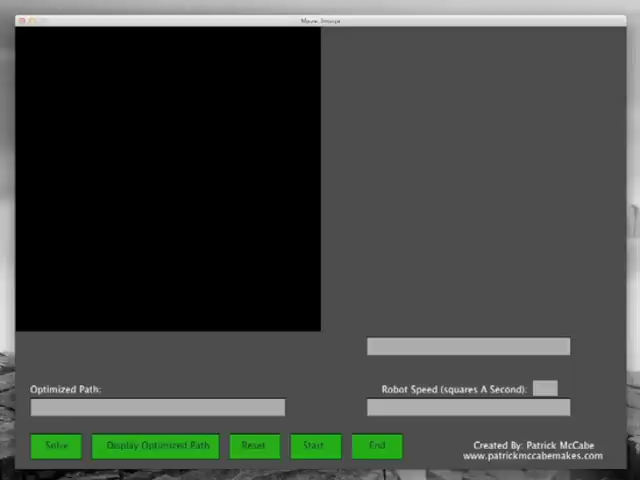 Maze Image
Optimized Path:
Robot Speed (squares A Second):
Solve
Display Optimized Path
Reset
Start
End
Created By: Patrick McCabe
www.patrickmccabemakes.com